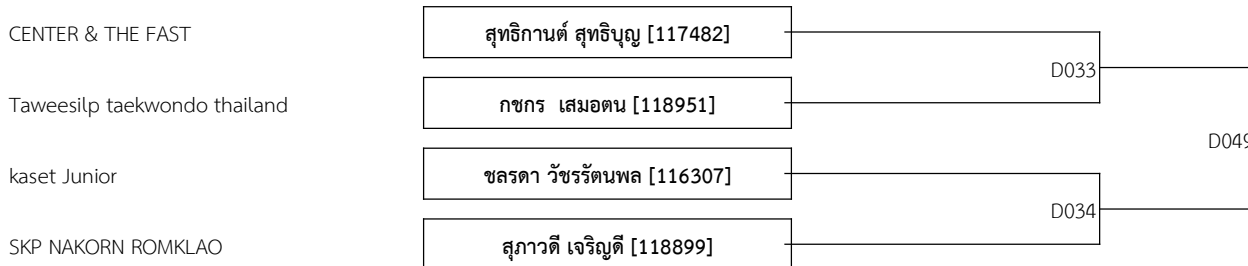 CENTER & THE FAST สุทธิกานต์ สุทธิบุญ [117482]
D033
Taweesilp taekwondo thailand กชกร เสมอตน [118951]
D049
kaset Junior ชลรดา วัชรรัตนพล [116307]
D034
SKP NAKORN ROMKLAO สุภาวดี เจริญดี [118899]